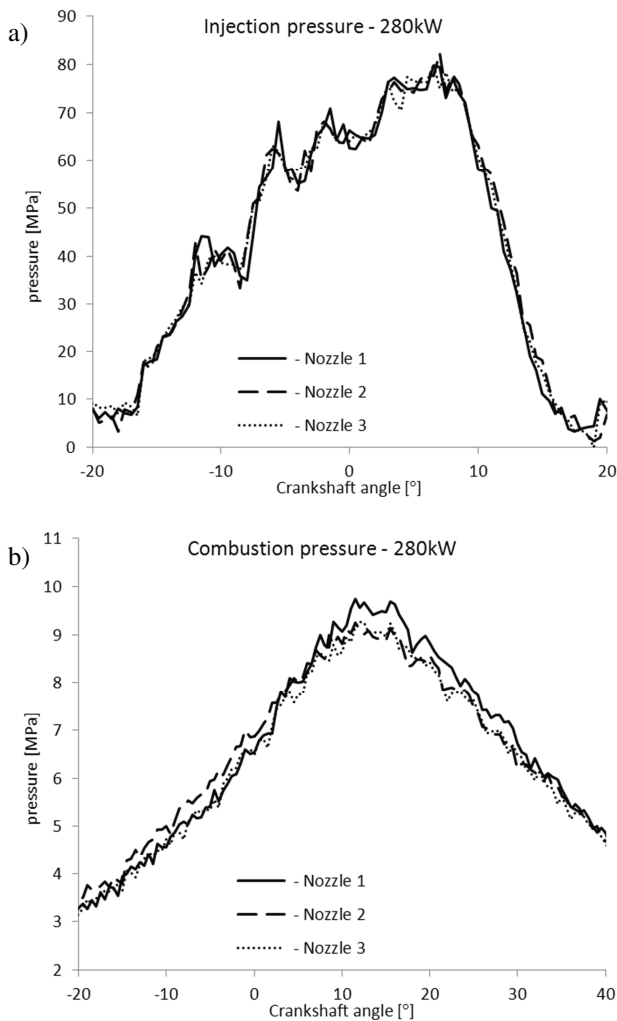 a)
Injection pressure - 280kW
90
80
70
60
50
40
30
20
10
0
pressure [MPa]
- Nozzle 1
- Nozzle 2
- Nozzle 3
-20 -10 0 10 20
Crankshaft angle [°]
b)
Combustion pressure - 280kW
11
10
9
8
7
6
5
4
3
2
pressure [MPa]
- Nozzle 1
- Nozzle 2
- Nozzle 3
-20 -10 0 10 20 30 40
Crankshaft angle [°]